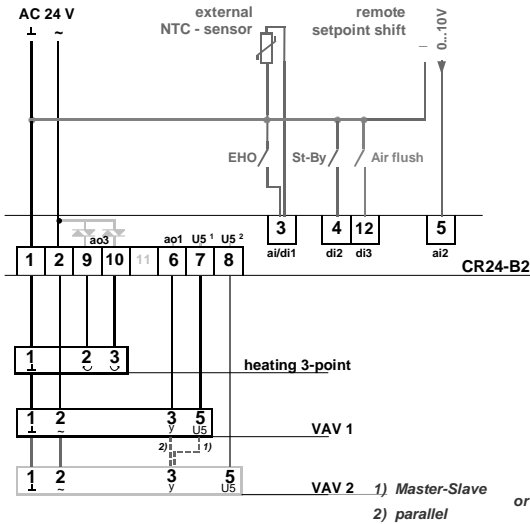 AC 24 V
⊥ ~
external
NTC - sensor
remote
setpoint shift
–
0...10V
EHO
St-By
Air flush
3
4
12
5
ai/di1
di2
di3
ai2
ao3
ao1
U5 1
U5 2
1 2 9 10 11 6 7 8
CR24-B2
1 2 3
⊥
heating 3-point
1 2 3 5
⊥ ~ y U5
VAV 1
2) 1)
1 2 3 5
⊥ ~ y U5
VAV 2
1) Master-Slave
or
2) parallel